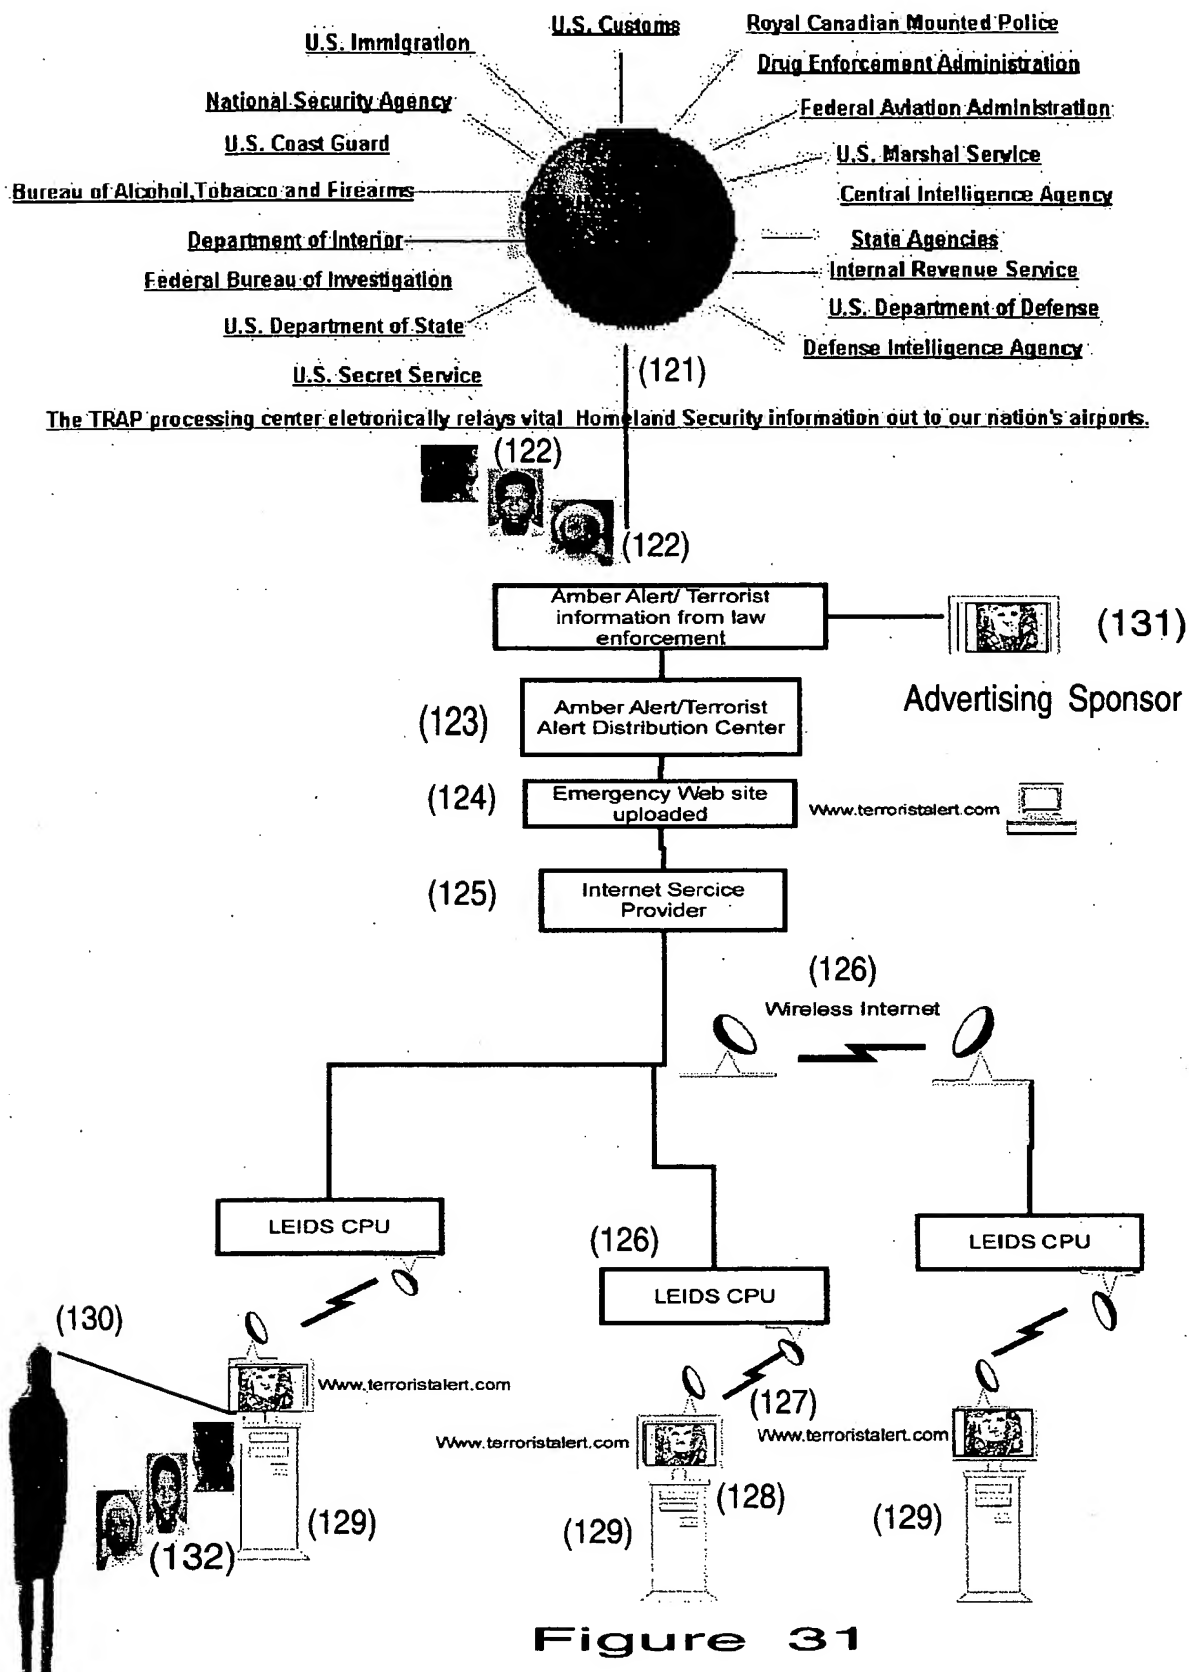 U.S. Customs
Royal Canadian Mounted Police
U.S. Immigration
Drug Enforcement Administration
National Security Agency
Federal Aviation Administration
U.S. Coast Guard
U.S. Marshal Service
Bureau of Alcohol,Tobacco and Firearms
Central Intelligence Agency
Department of Interior
State Agencies
Federal Bureau of Investigation
Internal Revenue Service
U.S. Department of State
U.S. Department of Defense
Defense Intelligence Agency
U.S. Secret Service
(121)
The TRAP processing center eletronically relays vital Homeland Security information out to our nation's airports.
(122)
(122)
Amber Alert/ Terrorist
information from law
enforcement
(131)
Advertising Sponsor
(123)
Amber Alert/Terrorist
Alert Distribution Center
(124)
Emergency Web site
uploaded
Www.terroristalert.com
(125)
Internet Sercice
Provider
(126)
Wireless Internet
LEIDS CPU
(126)
LEIDS CPU
LEIDS CPU
(130)
Www.terroristalert.com
(127)
Www.terroristalert.com
Www.terroristalert.com
(128)
(129)
(129)
(129)
(132)
Figure 31